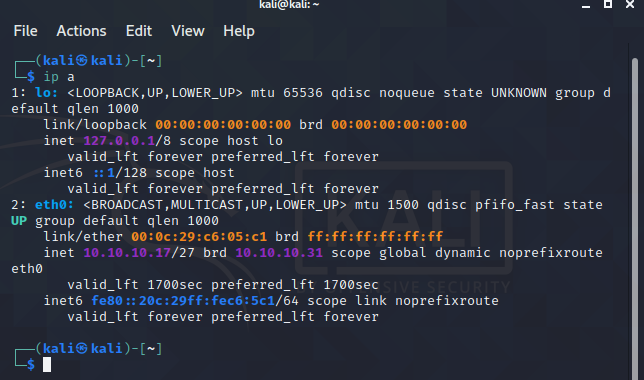 kali@kali: ~
File Actions Edit View Help
┌──(kali㉿kali)-[~]
└─$ ip a
1: lo: <LOOPBACK,UP,LOWER_UP> mtu 65536 qdisc noqueue state UNKNOWN group d
efault qlen 1000
    link/loopback 00:00:00:00:00:00 brd 00:00:00:00:00:00
    inet 127.0.0.1/8 scope host lo
       valid_lft forever preferred_lft forever
    inet6 ::1/128 scope host
       valid_lft forever preferred_lft forever
2: eth0: <BROADCAST,MULTICAST,UP,LOWER_UP> mtu 1500 qdisc pfifo_fast state
UP group default qlen 1000
    link/ether 00:0c:29:c6:05:c1 brd ff:ff:ff:ff:ff:ff
    inet 10.10.10.17/27 brd 10.10.10.31 scope global dynamic noprefixroute
eth0
       valid_lft 1700sec preferred_lft 1700sec
    inet6 fe80::20c:29ff:fec6:5c1/64 scope link noprefixroute
       valid_lft forever preferred_lft forever
┌──(kali㉿kali)-[~]
└─$
KALI
SIVE SECURITY